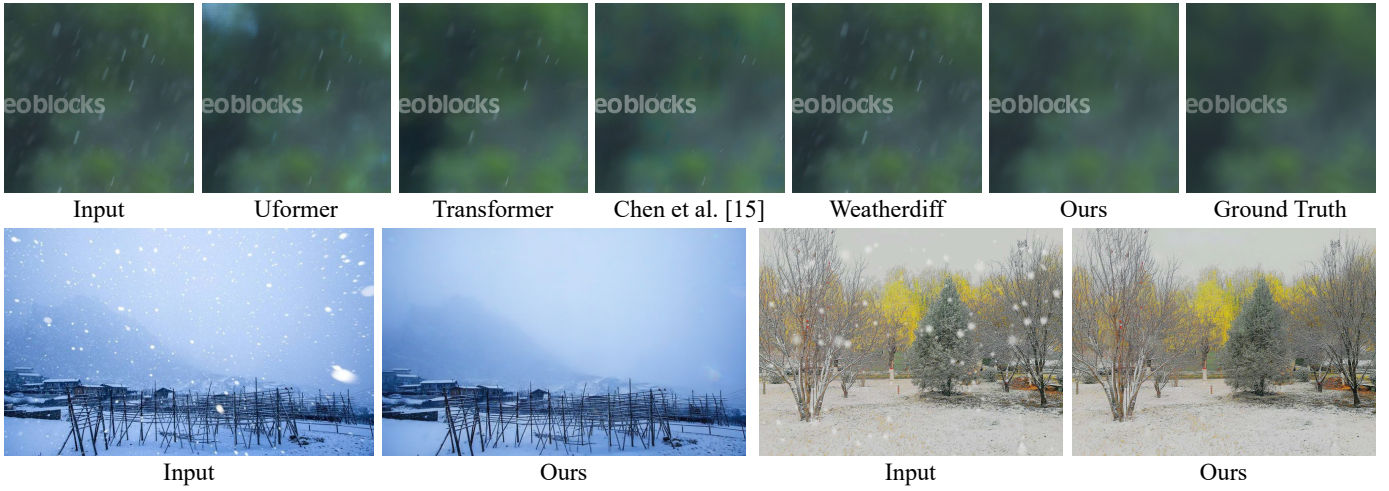 eoblocks eoblocks eoblocks eoblocks eoblocks eoblocks eoblocks
Input Uformer Transformer Chen et al. [15] Weatherdiff Ours Ground Truth
Input Ours Input Ours